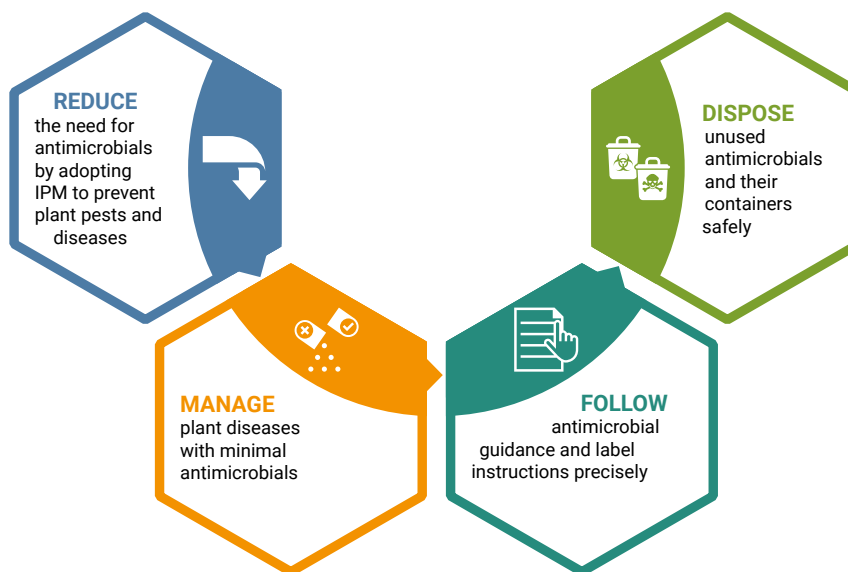 REDUCE
the need for
antimicrobials
by adopting
IPM to prevent
plant pests and
diseases
MANAGE
plant diseases
with minimal
antimicrobials
FOLLOW
antimicrobial
guidance and label
instructions precisely
DISPOSE
unused
antimicrobials
and their
containers
safely